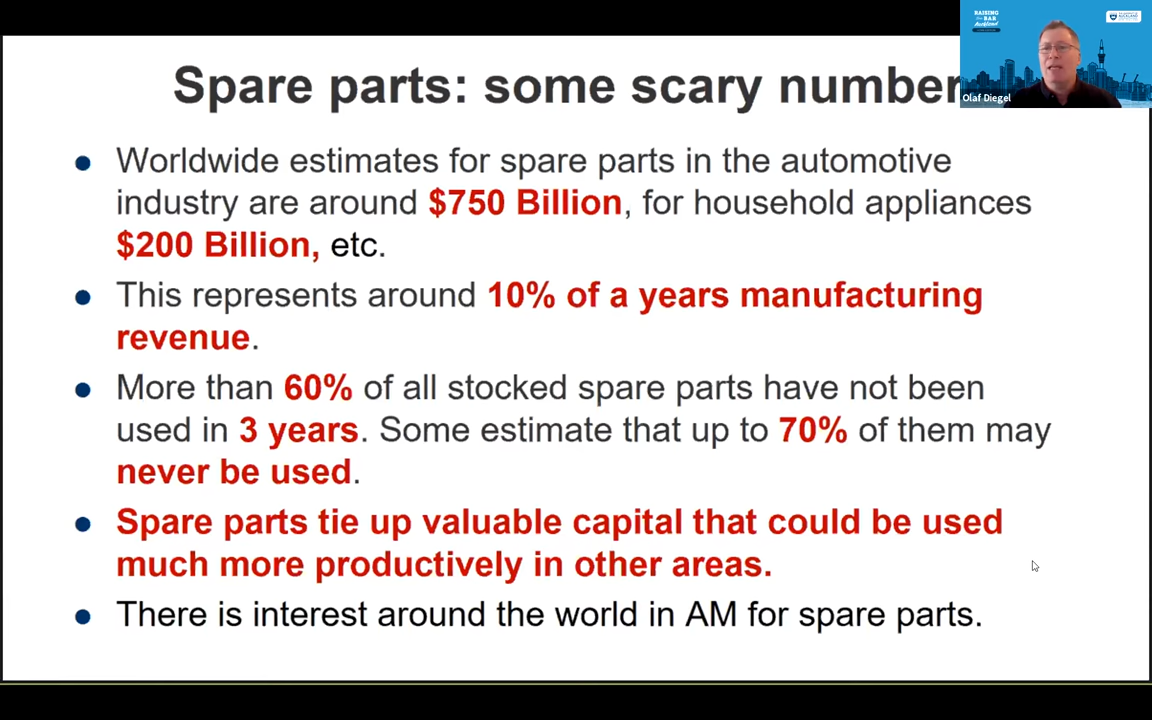 Spare parts: some scary number
RAISING
the BAR
Auckland
Olaf Diegel
● Worldwide estimates for spare parts in the automotive
industry are around $750 Billion, for household appliances
$200 Billion, etc.
● This represents around 10% of a years manufacturing
revenue.
● More than 60% of all stocked spare parts have not been
used in 3 years. Some estimate that up to 70% of them may
never be used.
● Spare parts tie up valuable capital that could be used
much more productively in other areas.
● There is interest around the world in AM for spare parts.